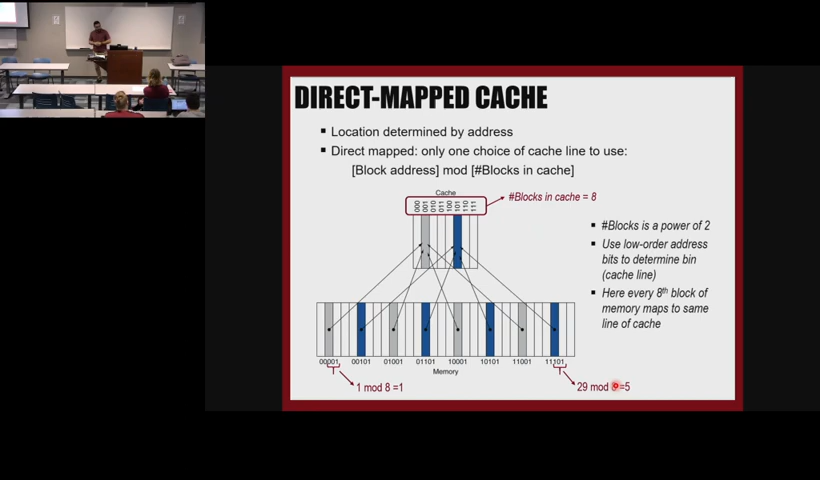 DIRECT-MAPPED CACHE
▪ Location determined by address
▪ Direct mapped: only one choice of cache line to use:
[Block address] mod [#Blocks in cache]
Cache
000 001 010 011 100 101 110 111
#Blocks in cache = 8
▪ #Blocks is a power of 2
▪ Use low-order address
bits to determine bin
(cache line)
▪ Here every 8th block of
memory maps to same
line of cache
00001 00101 01001 01101 10001 10101 11001 11101
Memory
1 mod 8 =1
29 mod =5